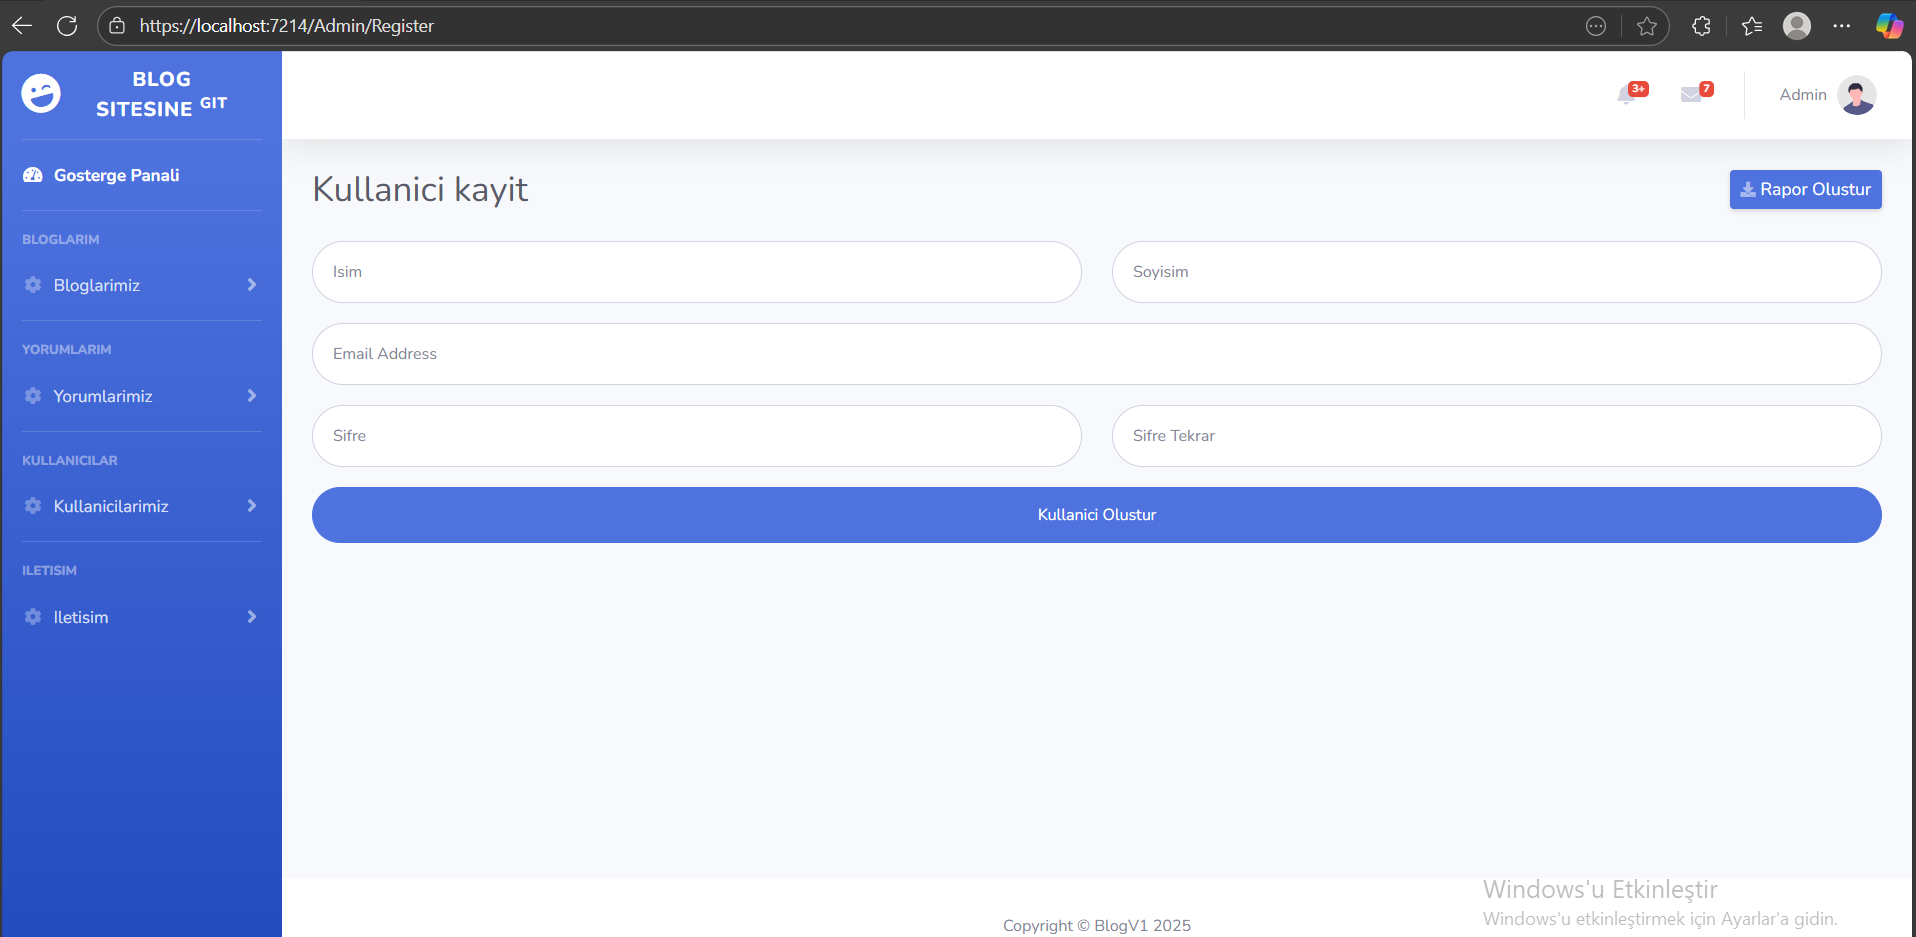 https://localhost:7214/Admin/Register
BLOG
SITESINE GIT
3+
7
Admin
Gosterge Panali
Kullanici kayit
Rapor Olustur
BLOGLARIM
Bloglarimiz
Isim
Soyisim
YORUMLARIM
Yorumlarimiz
Email Address
Sifre
Sifre Tekrar
KULLANICILAR
Kullanicilarimiz
Kullanici Olustur
ILETISIM
Iletisim
Windows'u Etkinleştir
Windows'u etkinleştirmek için Ayarlar'a gidin.
Copyright © BlogV1 2025